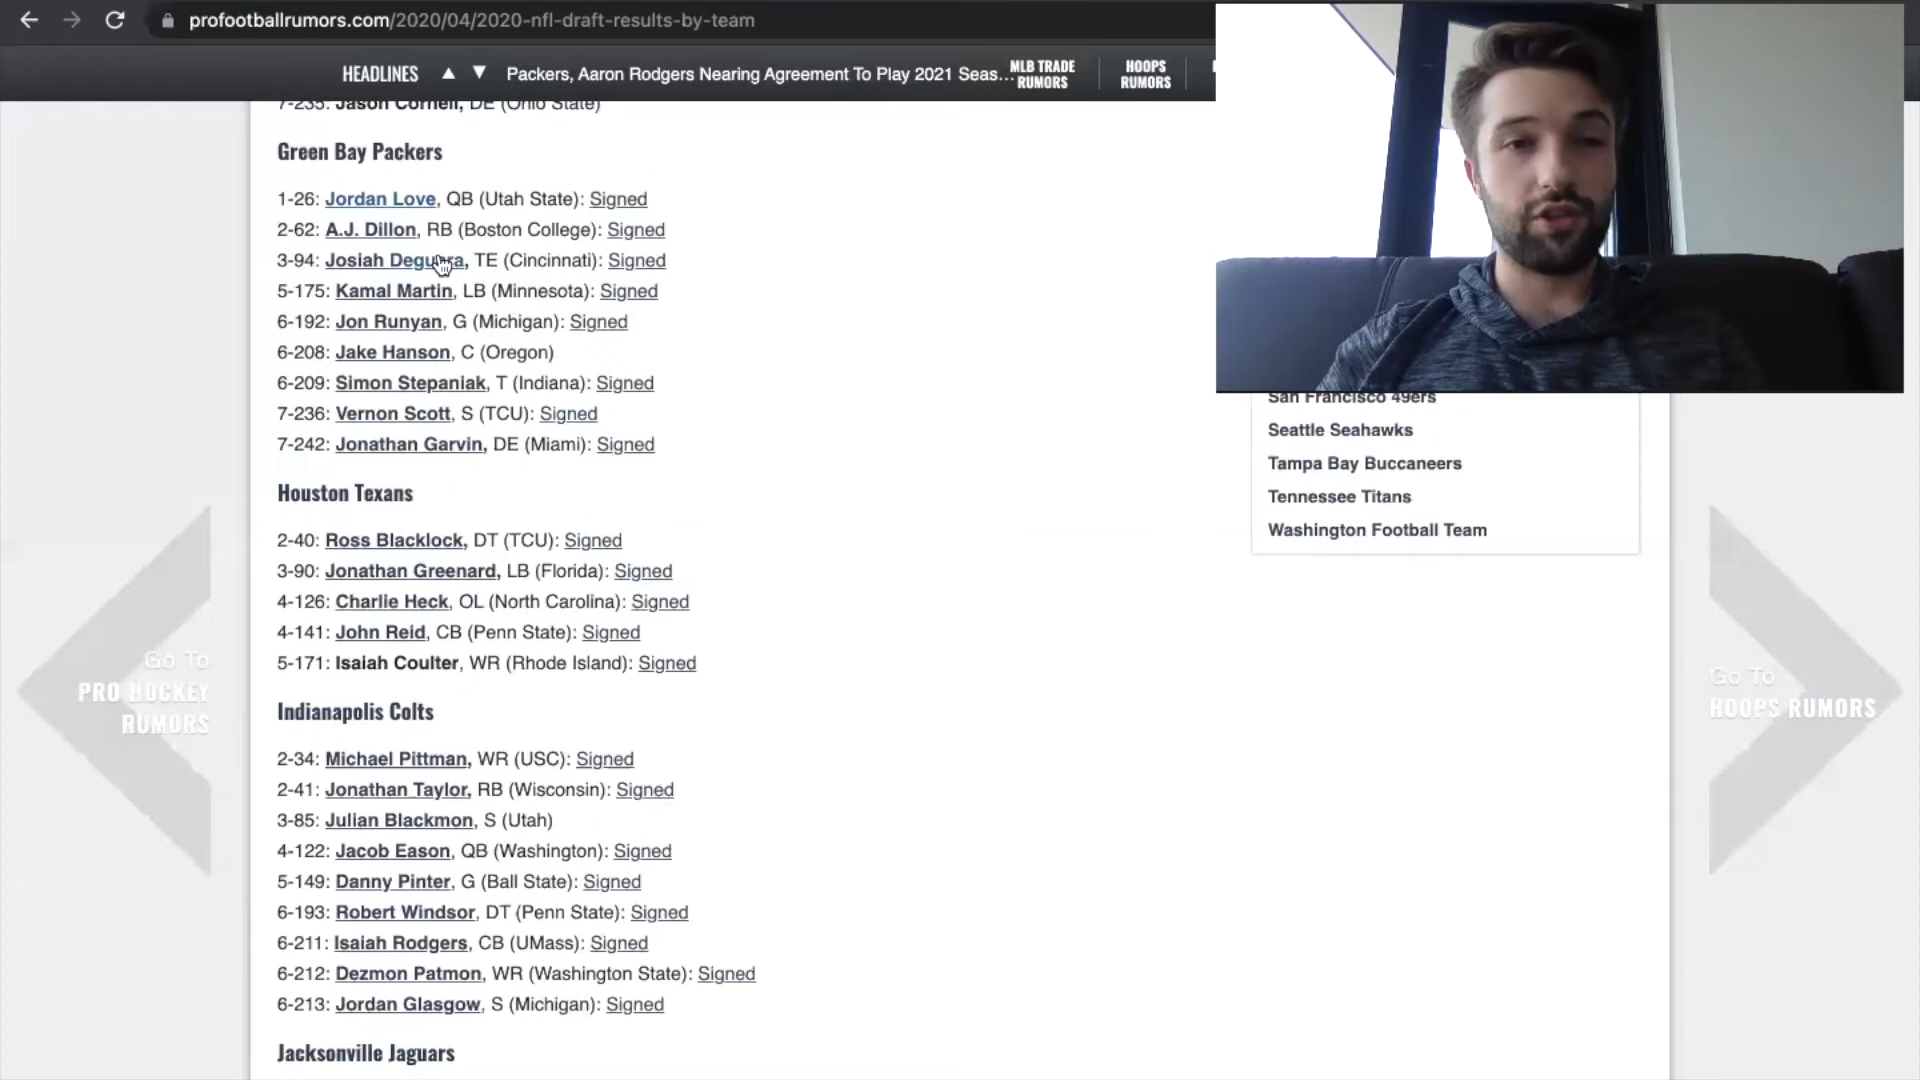 profootballrumors.com/2020/04/2020-nfl-draft-results-by-team
HEADLINES ▲ ▼ Packers, Aaron Rodgers Nearing Agreement To Play 2021 Seas...
MLB TRADE
RUMORS
HOOPS
RUMORS
7-235: Jason Cornell, DE (Ohio State)
Green Bay Packers
1-26: Jordan Love, QB (Utah State): Signed
2-62: A.J. Dillon, RB (Boston College): Signed
3-94: Josiah Deguara, TE (Cincinnati): Signed
5-175: Kamal Martin, LB (Minnesota): Signed
6-192: Jon Runyan, G (Michigan): Signed
6-208: Jake Hanson, C (Oregon)
6-209: Simon Stepaniak, T (Indiana): Signed
7-236: Vernon Scott, S (TCU): Signed
7-242: Jonathan Garvin, DE (Miami): Signed
Houston Texans
2-40: Ross Blacklock, DT (TCU): Signed
3-90: Jonathan Greenard, LB (Florida): Signed
4-126: Charlie Heck, OL (North Carolina): Signed
4-141: John Reid, CB (Penn State): Signed
5-171: Isaiah Coulter, WR (Rhode Island): Signed
Indianapolis Colts
2-34: Michael Pittman, WR (USC): Signed
2-41: Jonathan Taylor, RB (Wisconsin): Signed
3-85: Julian Blackmon, S (Utah)
4-122: Jacob Eason, QB (Washington): Signed
5-149: Danny Pinter, G (Ball State): Signed
6-193: Robert Windsor, DT (Penn State): Signed
6-211: Isaiah Rodgers, CB (UMass): Signed
6-212: Dezmon Patmon, WR (Washington State): Signed
6-213: Jordan Glasgow, S (Michigan): Signed
Jacksonville Jaguars
San Francisco 49ers
Seattle Seahawks
Tampa Bay Buccaneers
Tennessee Titans
Washington Football Team
Go To
PRO HOCKEY
RUMORS
Go To
HOOPS RUMORS